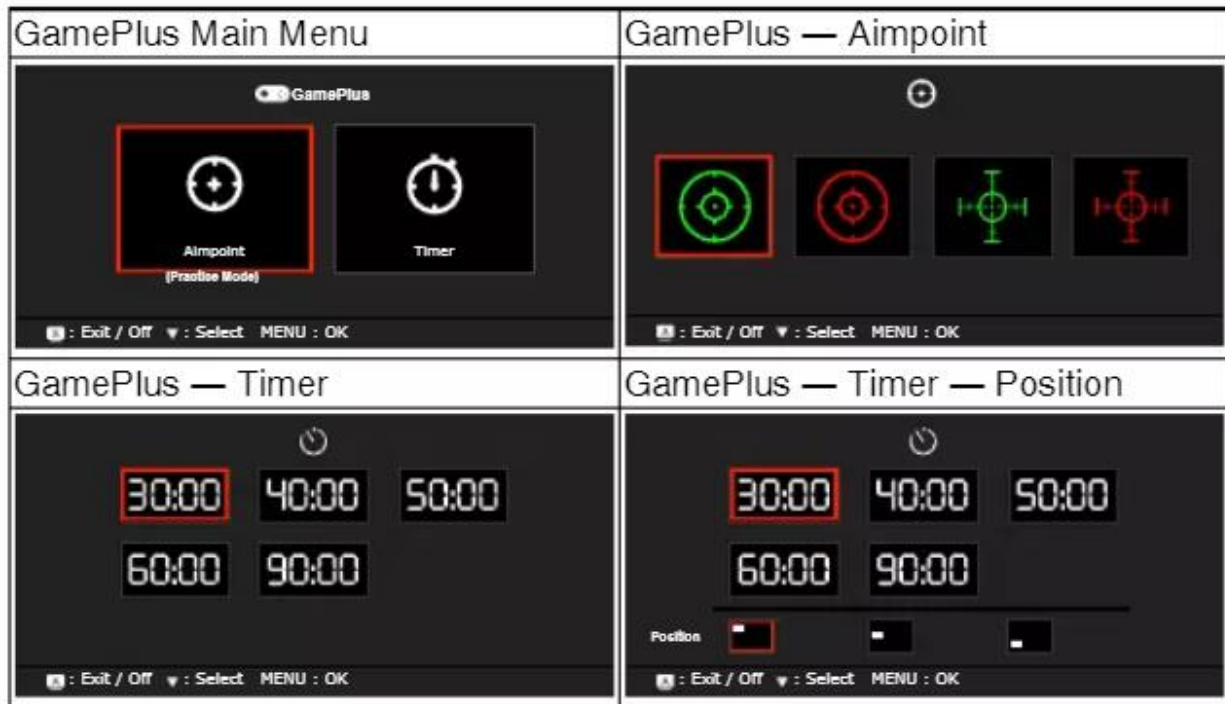 GamePlus Main Menu
GamePlus — Aimpoint
GamePlus
Aimpoint
(Practise Mode)
Timer
: Exit / Off ▼ : Select MENU : OK
: Exit / Off ▼ : Select MENU : OK
GamePlus — Timer
GamePlus — Timer — Position
30:00 40:00 50:00
60:00 90:00
: Exit / Off ▼ : Select MENU : OK
30:00 40:00 50:00
60:00 90:00
Position
: Exit / Off ▼ : Select MENU : OK